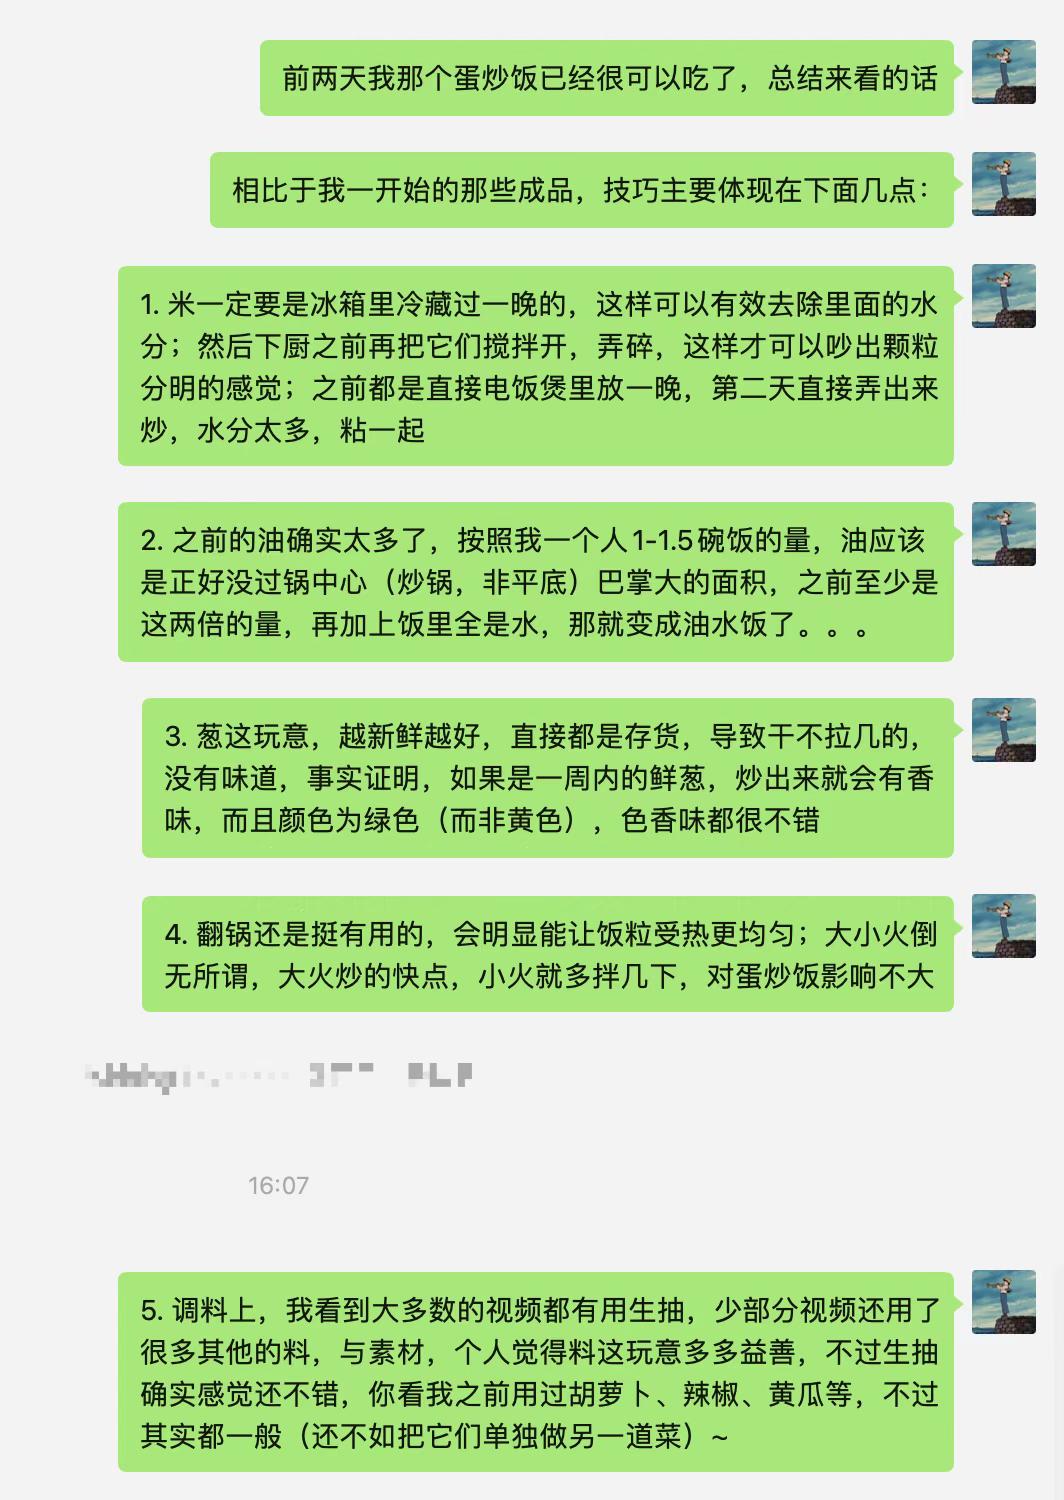 前两天我那个蛋炒饭已经很可以吃了，总结来看的话
相比于我一开始的那些成品，技巧主要体现在下面几点：
1. 米一定要是冰箱里冷藏过一晚的，这样可以有效去除里面的水
分；然后下厨之前再把它们搅拌开，弄碎，这样才可以吵出颗粒
分明的感觉；之前都是直接电饭煲里放一晚，第二天直接弄出来
炒，水分太多，粘一起
2. 之前的油确实太多了，按照我一个人1-1.5碗饭的量，油应该
是正好没过锅中心（炒锅，非平底）巴掌大的面积，之前至少是
这两倍的量，再加上饭里全是水，那就变成油水饭了。。。
3. 葱这玩意，越新鲜越好，直接都是存货，导致干不拉几的，
没有味道，事实证明，如果是一周内的鲜葱，炒出来就会有香
味，而且颜色为绿色（而非黄色），色香味都很不错
4. 翻锅还是挺有用的，会明显能让饭粒受热更均匀；大小火倒
无所谓，大火炒的快点，小火就多拌几下，对蛋炒饭影响不大
16:07
5. 调料上，我看到大多数的视频都有用生抽，少部分视频还用了
很多其他的料，与素材，个人觉得料这玩意多多益善，不过生抽
确实感觉还不错，你看我之前用过胡萝卜、辣椒、黄瓜等，不过
其实都一般（还不如把它们单独做另一道菜）~